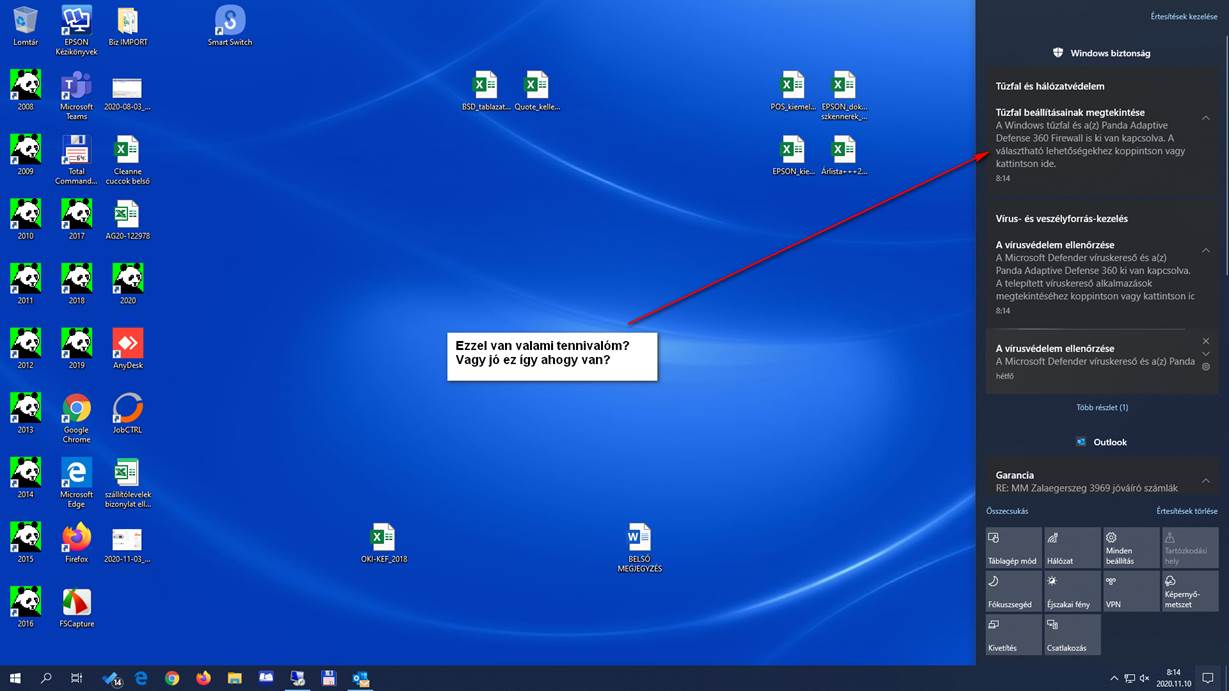 Lomtár
EPSON
Kézikönyvek
Biz IMPORT
Smart Switch
2008
Microsoft
Teams
2020-08-03_...
BSD_tablazat...
Quote_kelle...
POS_kiemel...
EPSON_dok...
szkennerek_...
2009
Total
Command...
Cleanne
cuccok belső
EPSON_kie...
Árlista+++2...
2010
2017
AG20-122978
2011
2018
2020
2012
2019
AnyDesk
2013
Google
Chrome
JobCTRL
2014
Microsoft
Edge
szállítólevelek
bizonylat ell...
2015
Firefox
2020-11-03_...
OKI-KEF_2018
BELSŐ
MEGJEGYZÉS
2016
FSCapture
Ezzel van valami tennivalóm?
Vagy jó ez így ahogy van?
Értesítések kezelése
Windows biztonság
Tűzfal és hálózatvédelem
Tűzfal beállításainak megtekintése
A Windows tűzfal és a(z) Panda Adaptive
Defense 360 Firewall is ki van kapcsolva. A
választható lehetőségekhez koppintson vagy
kattintson ide.
8:14
Vírus- és veszélyforrás-kezelés
A vírusvédelem ellenőrzése
A Microsoft Defender víruskereső és a(z)
Panda Adaptive Defense 360 ki van kapcsolva.
A telepített víruskereső alkalmazások
megtekintéséhez koppintson vagy kattintson ic
8:14
A vírusvédelem ellenőrzése
A Microsoft Defender víruskereső és a(z) Panda
hétfő
Több részlet (1)
Outlook
Garancia
RE: MM Zalaegerszeg 3969 jóváíró számlák
Összecsukás
Értesítések törlése
Táblagép mód
Hálózat
Minden
beállítás
Tartózkodási
hely
Fókuszsegéd
Éjszakai fény
VPN
Képernyő-
metszet
Kivetítés
Csatlakozás
14
8:14
2020.11.10